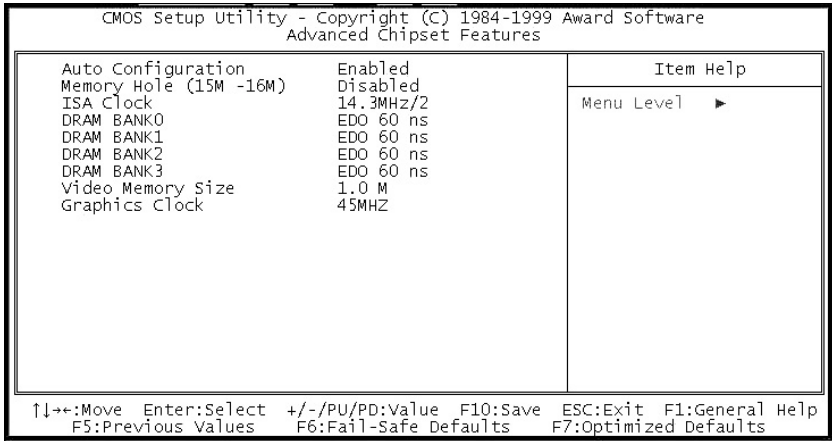 CMOS Setup Utility - Copyright (C) 1984-1999 Award Software
Advanced Chipset Features
Auto Configuration Enabled
Memory Hole (15M -16M) Disabled
ISA Clock 14.3MHz/2
DRAM BANK0 EDO 60 ns
DRAM BANK1 EDO 60 ns
DRAM BANK2 EDO 60 ns
DRAM BANK3 EDO 60 ns
Video Memory Size 1.0 M
Graphics Clock 45MHZ
Item Help
Menu Level ►
↑↓→←:Move Enter:Select +/-/PU/PD:Value F10:Save ESC:Exit F1:General Help
F5:Previous Values F6:Fail-Safe Defaults F7:Optimized Defaults